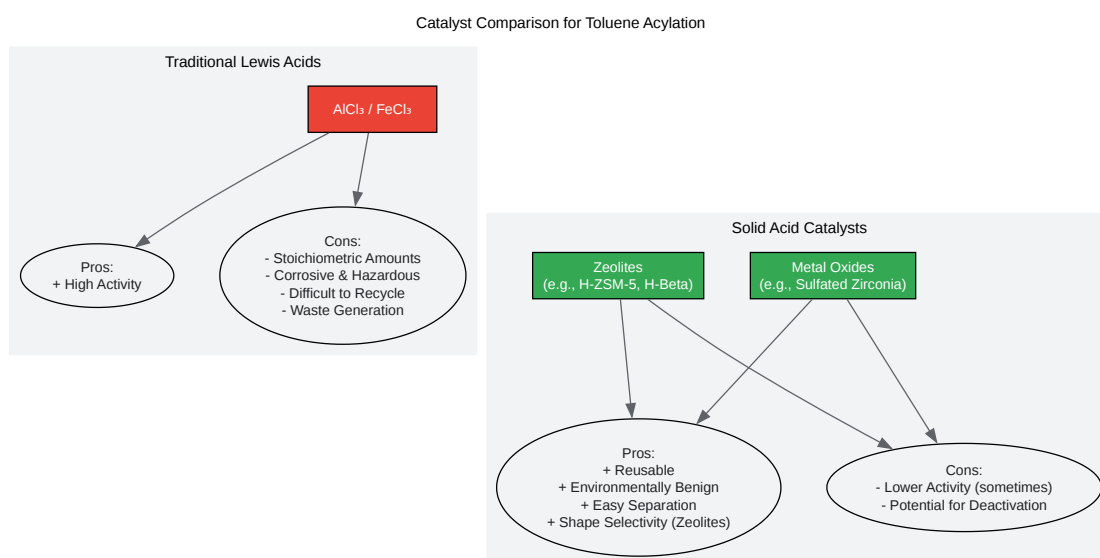 Catalyst Comparison for Toluene Acylation
Traditional Lewis Acids
AlCl₃ / FeCl₃
Pros:
+ High Activity
Cons:
- Stoichiometric Amounts
- Corrosive & Hazardous
- Difficult to Recycle
- Waste Generation
Solid Acid Catalysts
Zeolites
(e.g., H-ZSM-5, H-Beta)
Metal Oxides
(e.g., Sulfated Zirconia)
Pros:
+ Reusable
+ Environmentally Benign
+ Easy Separation
+ Shape Selectivity (Zeolites)
Cons:
- Lower Activity (sometimes)
- Potential for Deactivation